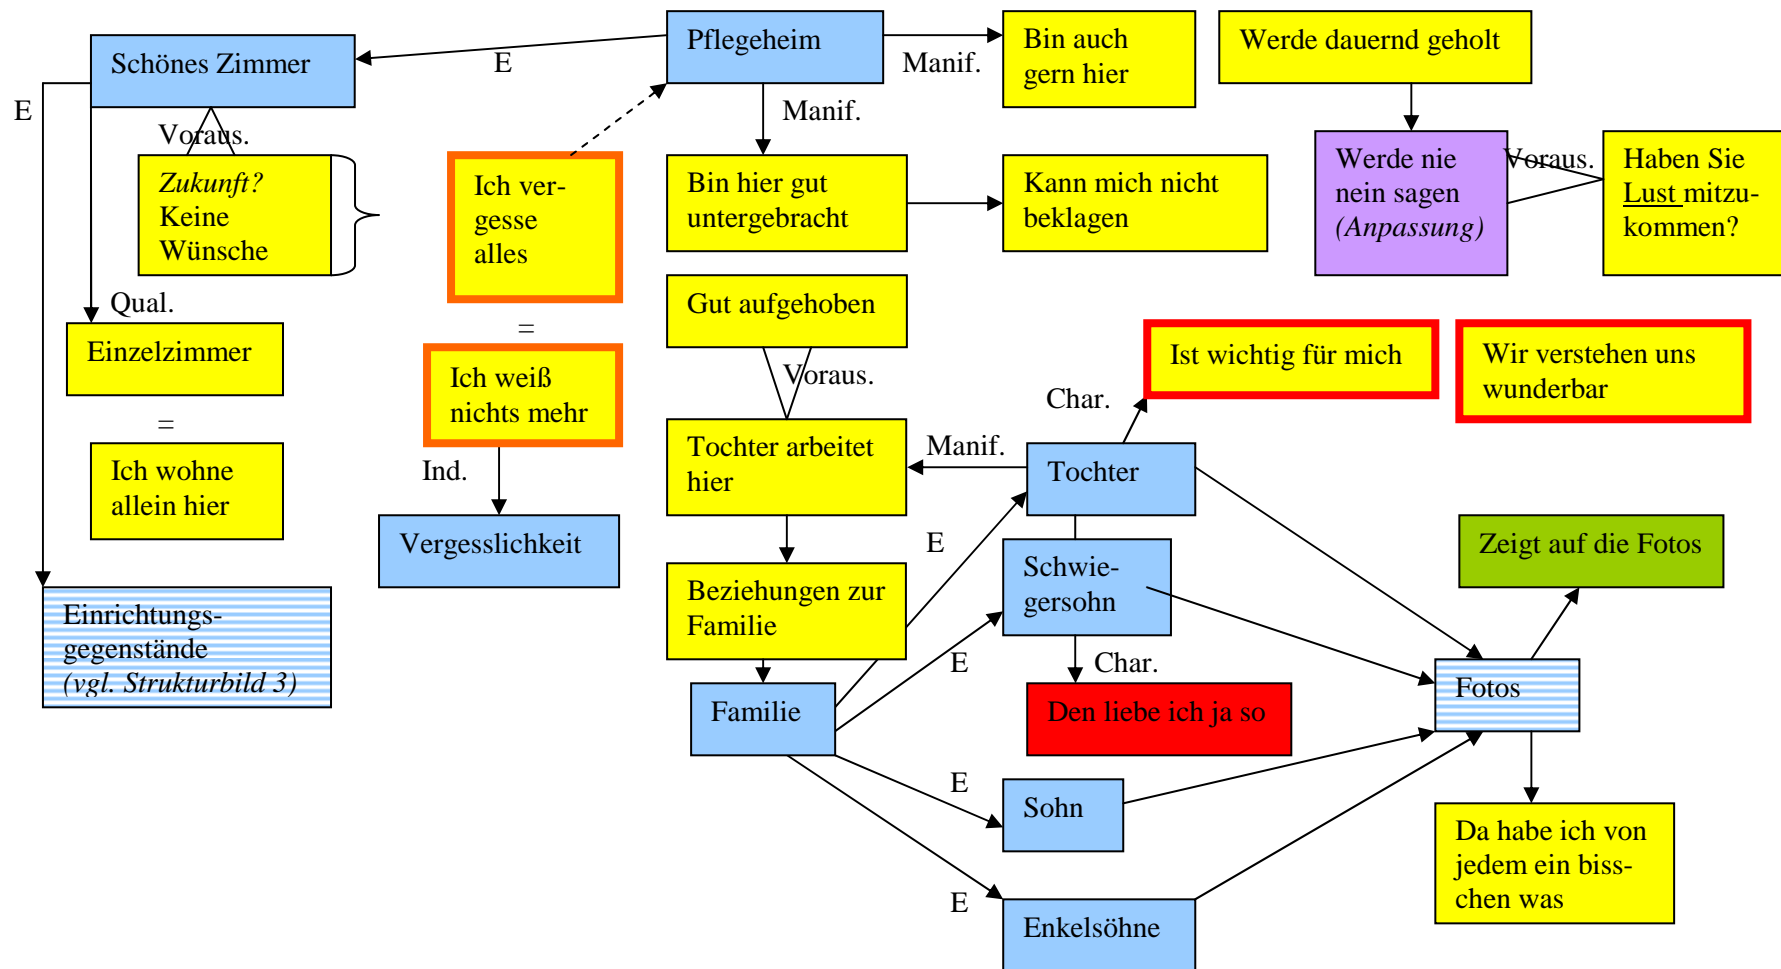 Schönes Zimmer
E
Pflegeheim
Manif.
Bin auch
gern hier
Werde dauernd geholt
E
Voraus.
Manif.
Zukunft?
Keine
Wünsche
Ich ver-
gesse
alles
Bin hier gut
untergebracht
Kann mich nicht
beklagen
Werde nie
nein sagen
(Anpassung)
Voraus.
Haben Sie
Lust mitzu-
kommen?
Qual.
Einzelzimmer
=
Ich wohne
allein hier
=
Ich weiß
nichts mehr
Ind.
Vergesslichkeit
Gut aufgehoben
Voraus.
Tochter arbeitet
hier
Manif.
Tochter
Char.
Ist wichtig für mich
Wir verstehen uns
wunderbar
Einrichtungs-
gegenstände
(vgl. Strukturbild 3)
Beziehungen zur
Familie
E
Schwie-
gersohn
Zeigt auf die Fotos
Familie
E
Char.
Den liebe ich ja so
Fotos
E
Sohn
Da habe ich von
jedem ein biss-
chen was
E
Enkelsöhne